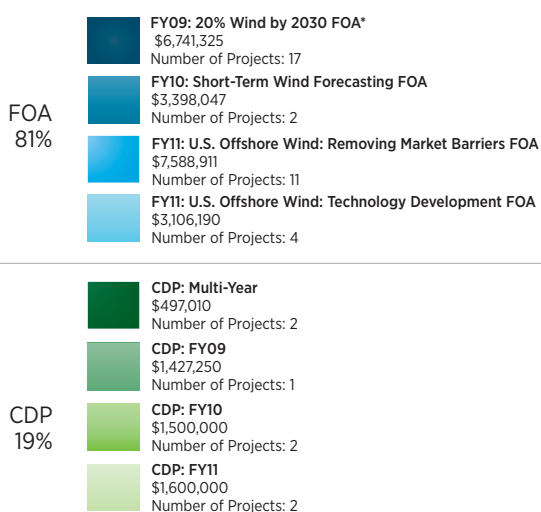 FOA
81%
FY09: 20% Wind by 2030 FOA*
$6,741,325
Number of Projects: 17
FY10: Short-Term Wind Forecasting FOA
$3,398,047
Number of Projects: 2
FY11: U.S. Offshore Wind: Removing Market Barriers FOA
$7,588,911
Number of Projects: 11
FY11: U.S. Offshore Wind: Technology Development FOA
$3,106,190
Number of Projects: 4
CDP
19%
CDP: Multi-Year
$497,010
Number of Projects: 2
CDP: FY09
$1,427,250
Number of Projects: 1
CDP: FY10
$1,500,000
Number of Projects: 2
CDP: FY11
$1,600,000
Number of Projects: 2